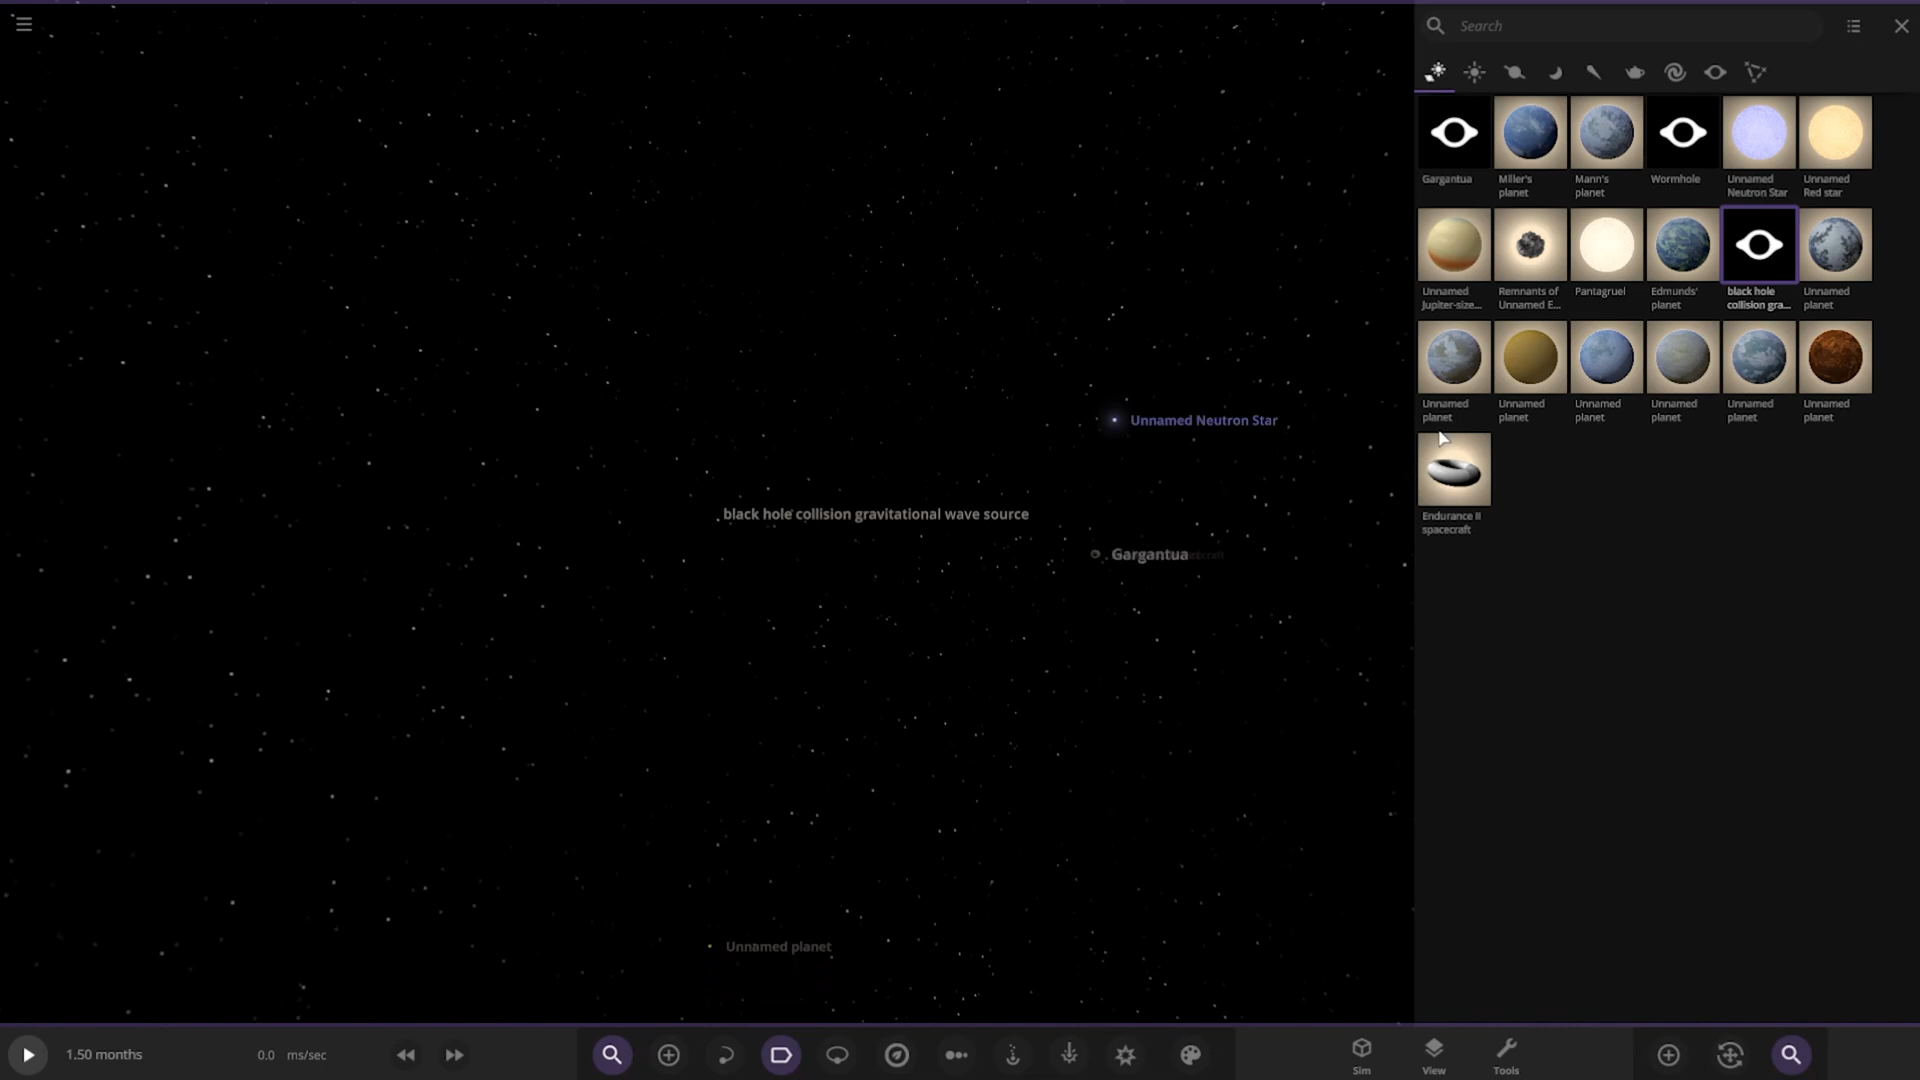 Search
Gargantua
Miller's
planet
Mann's
planet
Wormhole
Unnamed
Neutron Star
Unnamed
Red star
Unnamed
Jupiter-size...
Remnants of
Unnamed E...
Pantagruel
Edmunds'
planet
black hole
collision gra...
Unnamed
planet
Unnamed
planet
Unnamed
planet
Unnamed
planet
Unnamed
planet
Unnamed
planet
Unnamed
planet
Endurance II
spacecraft
Unnamed Neutron Star
black hole collision gravitational wave source
Gargantua
Unnamed planet
1.50 months
0.0 ms/sec
Sim
View
Tools